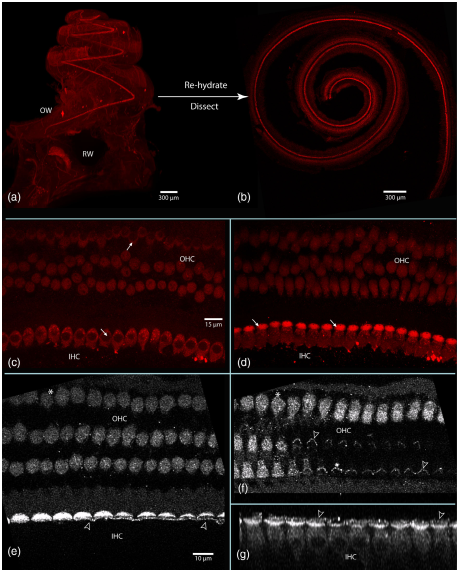 OW
RW
Re-hydrate
Dissect
300 µm
300 µm
(a)
(b)
OHC
15 µm
IHC
(c)
OHC
IHC
(d)
*
OHC
IHC
(e)
10 µm
*
OHC
*
(f)
IHC
(g)